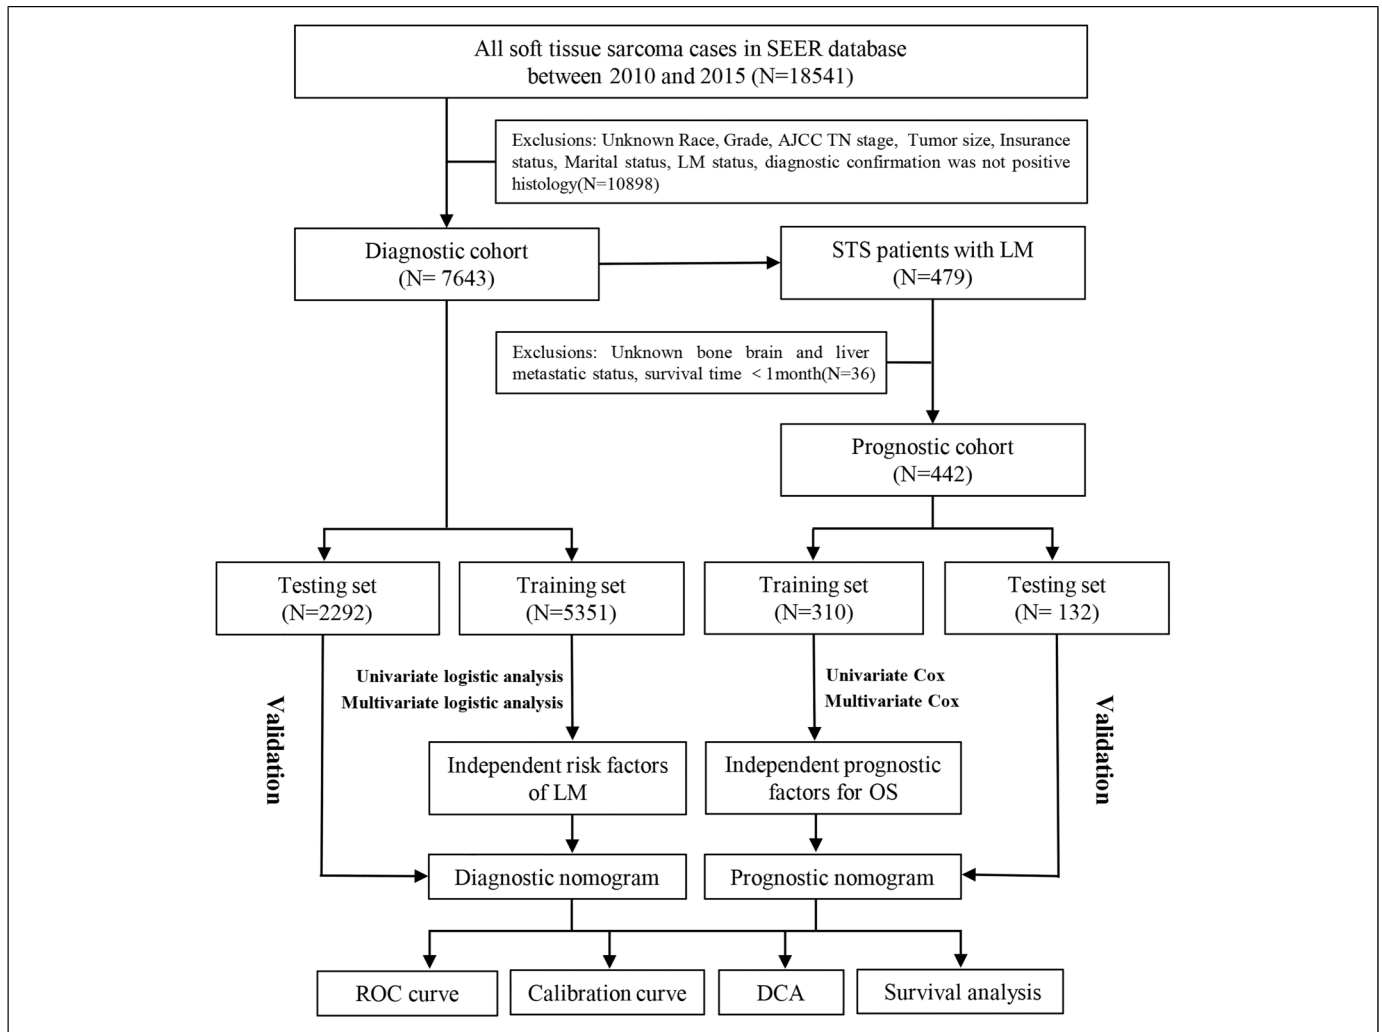 All soft tissue sarcoma cases in SEER database
between 2010 and 2015 (N=18541)
Exclusions: Unknown Race, Grade, AJCC TN stage, Tumor size, Insurance
status, Marital status, LM status, diagnostic confirmation was not positive
histology(N=10898)
Diagnostic cohort
(N= 7643)
STS patients with LM
(N=479)
Exclusions: Unknown bone brain and liver
metastatic status, survival time < 1month(N=36)
Prognostic cohort
(N=442)
Testing set
(N=2292)
Training set
(N=5351)
Training set
(N=310)
Testing set
(N= 132)
Univariate logistic analysis
Multivariate logistic analysis
Univariate Cox
Multivariate Cox
Validation
Validation
Independent risk factors
of LM
Independent prognostic
factors for OS
Diagnostic nomogram
Prognostic nomogram
ROC curve
Calibration curve
DCA
Survival analysis